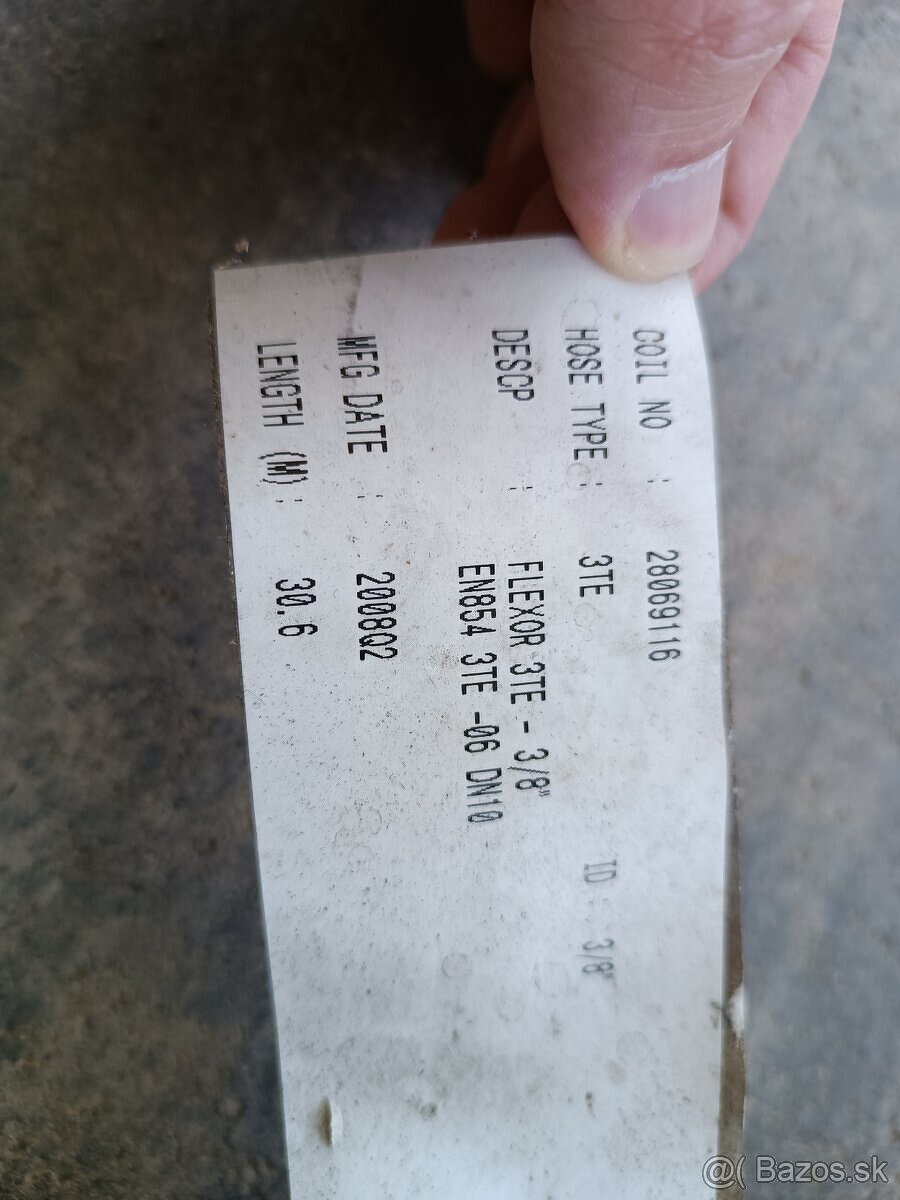 COIL NO : 28069116
HOSE TYPE : 3TE ID : 3/8"
DESCP : FLEXOR 3TE - 3/8"
EN854 3TE -06 DN10
MFG DATE : 2008Q2
LENGTH (M) : 30.6
@( Bazos.sk